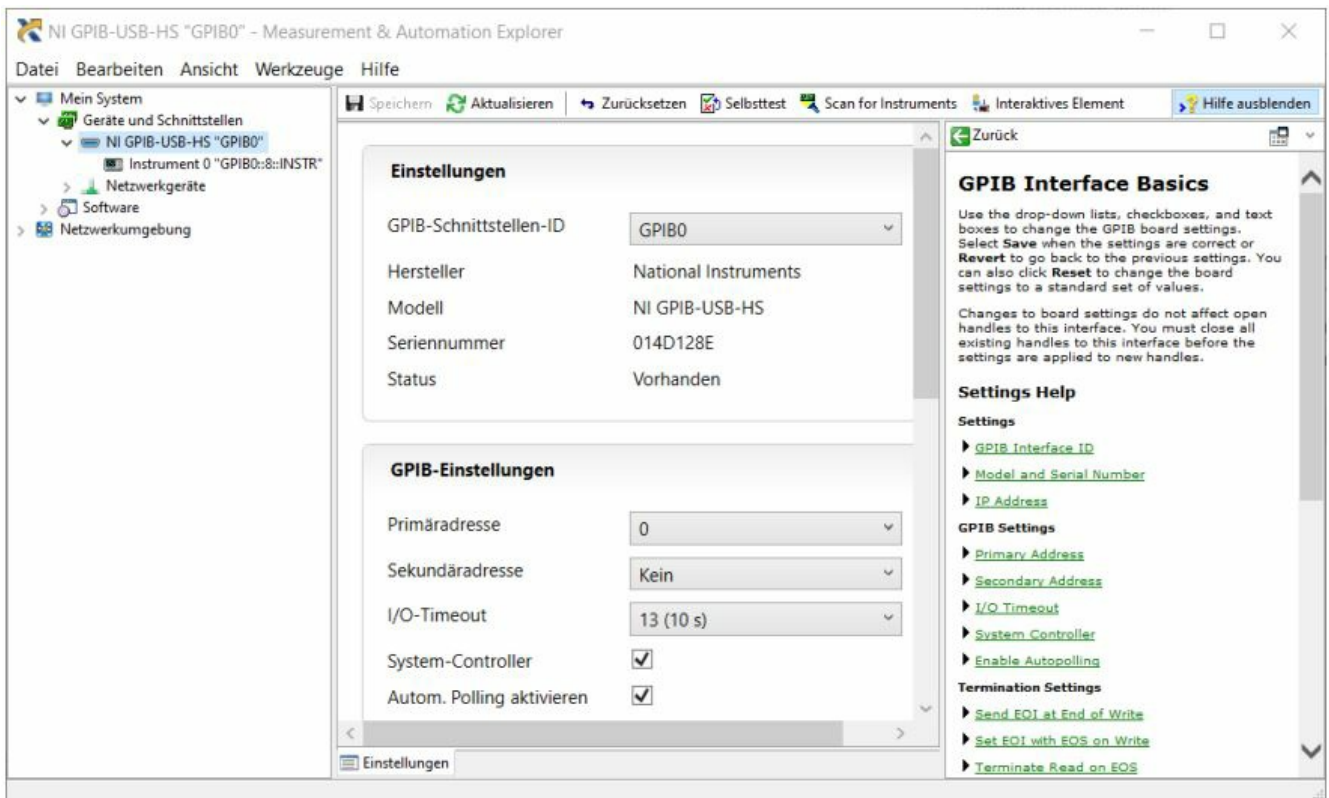 NI GPIB-USB-HS "GPIB0" - Measurement & Automation Explorer
Datei Bearbeiten Ansicht Werkzeuge Hilfe
Mein System
Geräte und Schnittstellen
NI GPIB-USB-HS "GPIB0"
Instrument 0 "GPIB0::8::INSTR"
Netzwerkgeräte
Software
Netzwerkumgebung
Speichern Aktualisieren Zurücksetzen Selbsttest Scan for Instruments Interaktives Element Hilfe ausblenden
Einstellungen
GPIB-Schnittstellen-ID GPIB0
Hersteller National Instruments
Modell NI GPIB-USB-HS
Seriennummer 014D128E
Status Vorhanden
GPIB-Einstellungen
Primäradresse 0
Sekundäradresse Kein
I/O-Timeout 13 (10 s)
System-Controller
Autom. Polling aktivieren
Einstellungen
Zurück
GPIB Interface Basics
Use the drop-down lists, checkboxes, and text
boxes to change the GPIB board settings.
Select Save when the settings are correct or
Revert to go back to the previous settings. You
can also click Reset to change the board
settings to a standard set of values.
Changes to board settings do not affect open
handles to this interface. You must close all
existing handles to this interface before the
settings are applied to new handles.
Settings Help
Settings
GPIB Interface ID
Model and Serial Number
IP Address
GPIB Settings
Primary Address
Secondary Address
I/O Timeout
System Controller
Enable Autopolling
Termination Settings
Send EOI at End of Write
Set EOI with EOS on Write
Terminate Read on EOS